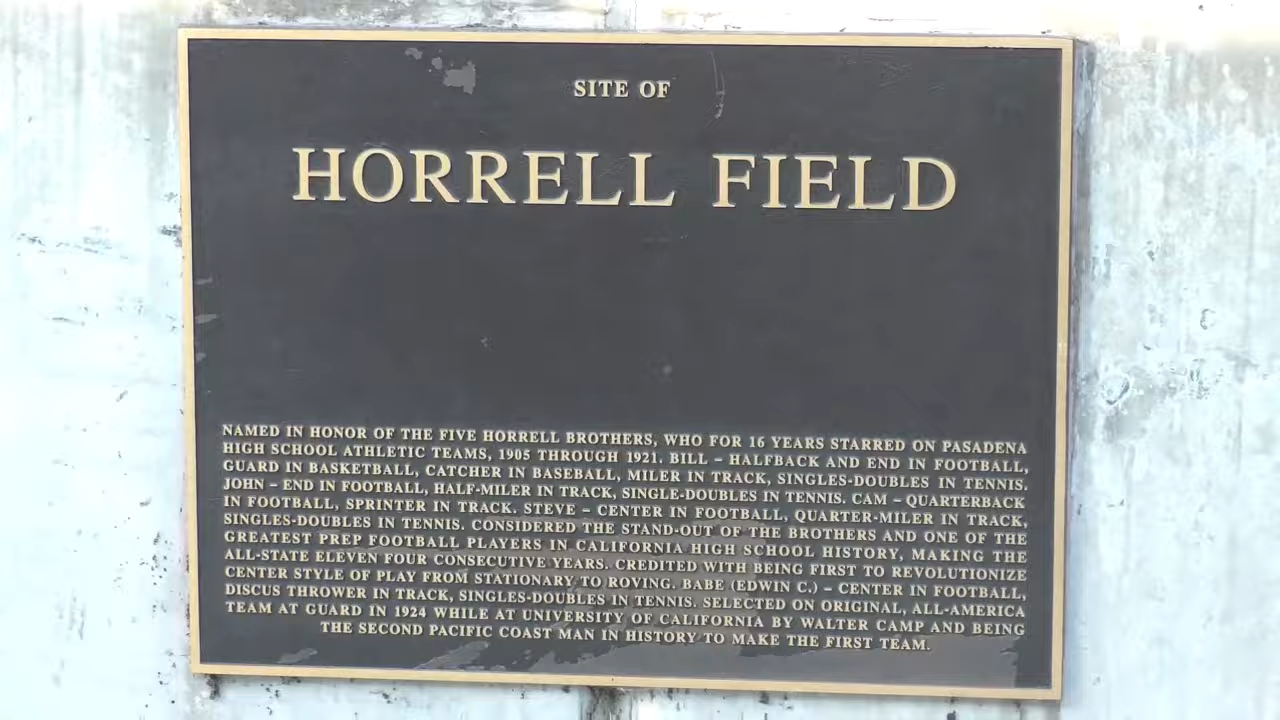 SITE OF
HORRELL FIELD
NAMED IN HONOR OF THE FIVE HORRELL BROTHERS, WHO FOR 16 YEARS STARRED ON PASADENA
HIGH SCHOOL ATHLETIC TEAMS, 1905 THROUGH 1921. BILL – HALFBACK AND END IN FOOTBALL,
GUARD IN BASKETBALL, CATCHER IN BASEBALL, MILER IN TRACK, SINGLES-DOUBLES IN TENNIS.
JOHN – END IN FOOTBALL, HALF-MILER IN TRACK, SINGLE-DOUBLES IN TENNIS. CAM – QUARTERBACK
IN FOOTBALL, SPRINTER IN TRACK. STEVE – CENTER IN FOOTBALL, QUARTER-MILER IN TRACK,
SINGLES-DOUBLES IN TENNIS. CONSIDERED THE STAND-OUT OF THE BROTHERS AND ONE OF THE
GREATEST PREP FOOTBALL PLAYERS IN CALIFORNIA HIGH SCHOOL HISTORY, MAKING THE
ALL-STATE ELEVEN FOUR CONSECUTIVE YEARS. CREDITED WITH BEING FIRST TO REVOLUTIONIZE
CENTER STYLE OF PLAY FROM STATIONARY TO ROVING. BABE (EDWIN C.) – CENTER IN FOOTBALL,
DISCUS THROWER IN TRACK, SINGLES-DOUBLES IN TENNIS. SELECTED ON ORIGINAL, ALL-AMERICA
TEAM AT GUARD IN 1924 WHILE AT UNIVERSITY OF CALIFORNIA BY WALTER CAMP AND BEING
THE SECOND PACIFIC COAST MAN IN HISTORY TO MAKE THE FIRST TEAM.